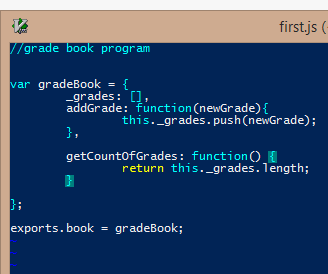 first.js (
//grade book program
var gradeBook = {
_grades: [],
addGrade: function(newGrade){
this._grades.push(newGrade);
},
getCountOfGrades: function() {
return this._grades.length;
}
};
exports.book = gradeBook;
~
~
~